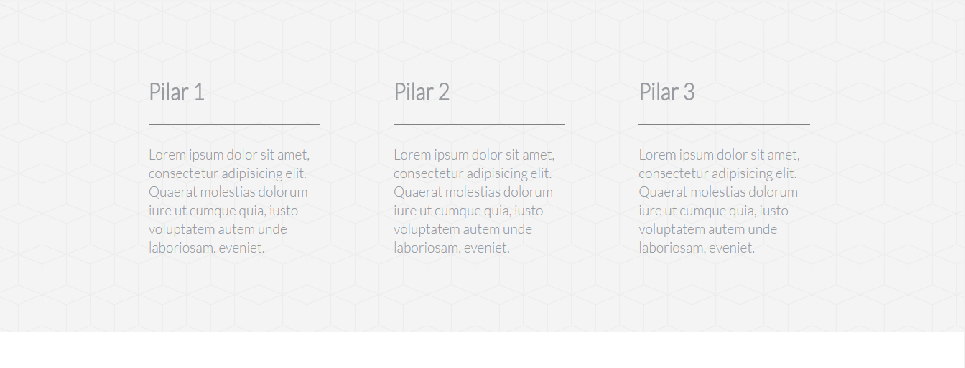 Pilar 1
Lorem ipsum dolor sit amet,
consectetur adipisicing elit.
Quaerat molestias dolorum
iure ut cumque quia, iusto
voluptatem autem unde
laboriosam, eveniet.
Pilar 2
Lorem ipsum dolor sit amet,
consectetur adipisicing elit.
Quaerat molestias dolorum
iure ut cumque quia, iusto
voluptatem autem unde
laboriosam, eveniet.
Pilar 3
Lorem ipsum dolor sit amet,
consectetur adipisicing elit.
Quaerat molestias dolorum
iure ut cumque quia, iusto
voluptatem autem unde
laboriosam, eveniet.